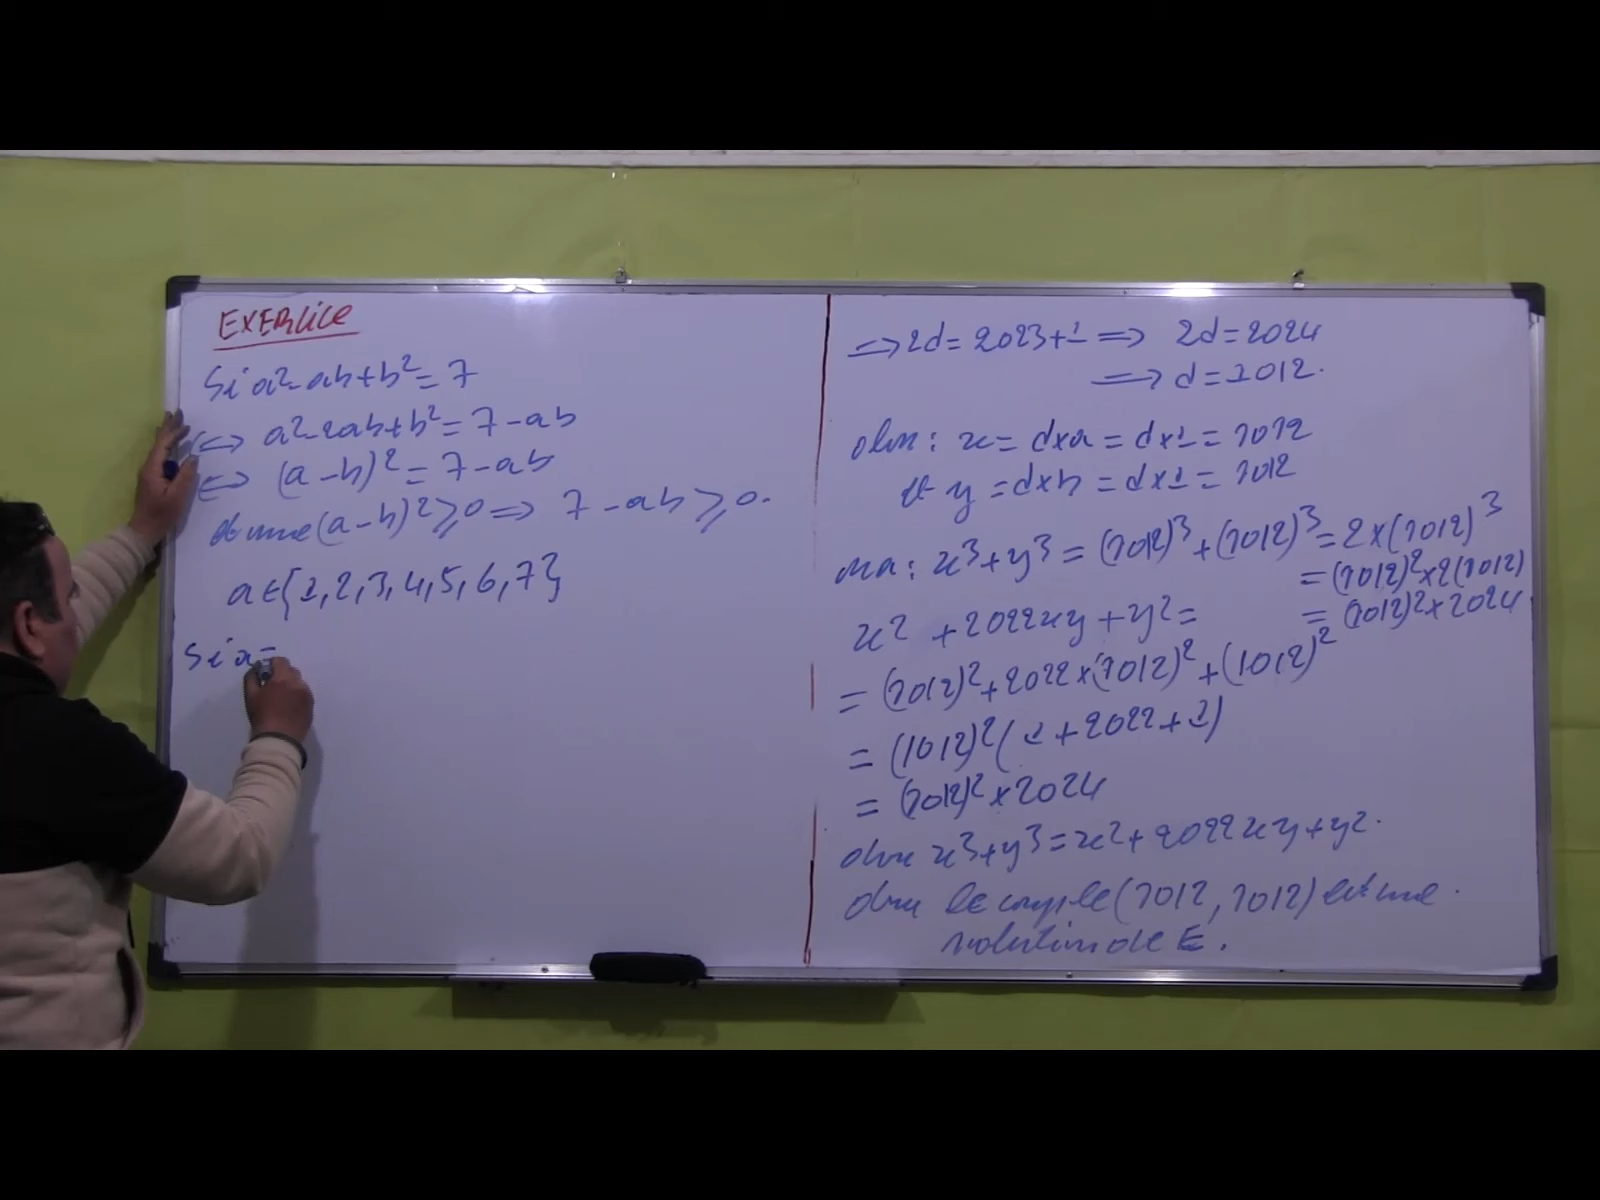 EXERCICE
Si a²-ab+b²=7
⟺ a²-2ab+b²=7-ab
⟺ (a-b)²=7-ab
(a-b)²⩾0 ⟹ 7-ab⩾0.
a∈{1,2,3,4,5,6,7}
Si a=
⟹ 2d=2023+1 ⟹ 2d=2024
⟹ d=1012.
donc: x=d×a=d×1=1012
et y=d×b=d×1=1012
on a: x³+y³=(1012)³+(1012)³=2×(1012)³
=(1012)²×2(1012)
=(1012)²×2024
x²+2022xy+y²=
=(1012)²+2022×(1012)²+(1012)²
=(1012)²(1+2022+1)
=(1012)²×2024
donc x³+y³=x²+2022xy+y².
donc le couple (1012,1012) est une
solution de E.